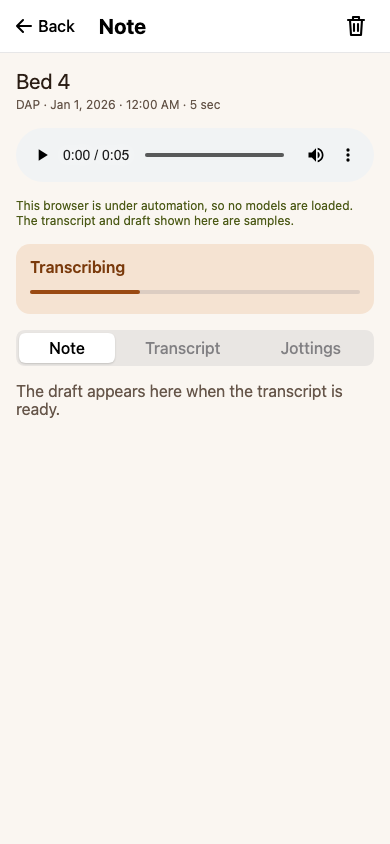 Back
Note
Bed 4
DAP · Jan 1, 2026 · 12:00 AM · 5 sec
0:00 / 0:05
This browser is under automation, so no models are loaded.
The transcript and draft shown here are samples.
Transcribing
Note
Transcript
Jottings
The draft appears here when the transcript is
ready.